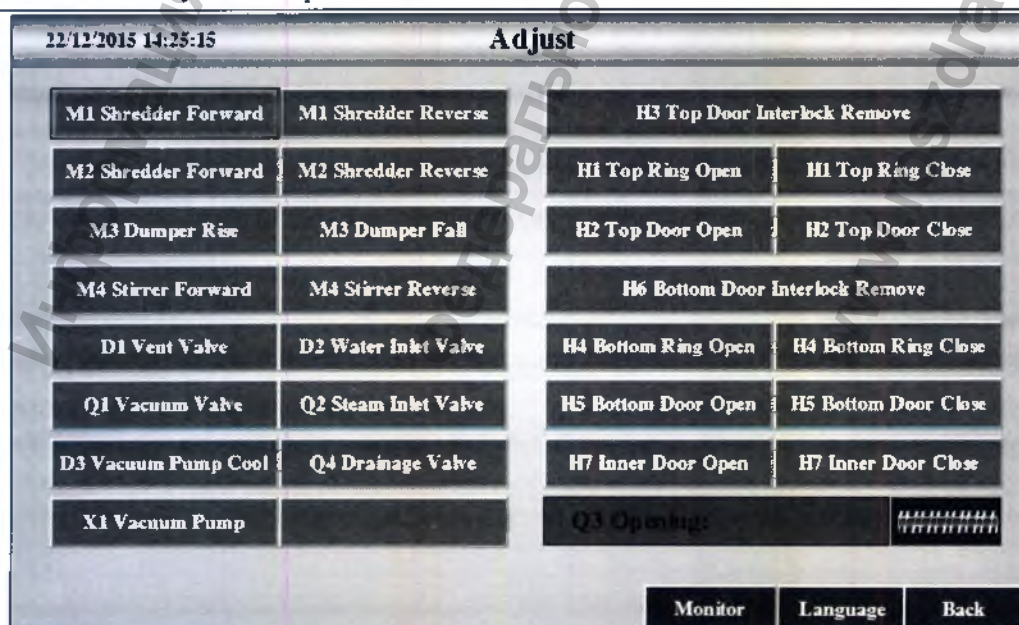 22/12/2015 14:25:15
Adjust
M1 Shredder Forward
M1 Shredder Reverse
H3 Top Door Interlock Remove
M2 Shredder Forward
M2 Shredder Reverse
H1 Top Ring Open
H1 Top Ring Close
M3 Dumper Rise
M3 Dumper Fall
H2 Top Door Open
H2 Top Door Close
M4 Stirrer Forward
M4 Stirrer Reverse
H6 Bottom Door Interlock Remove
D1 Vent Valve
D2 Water Inlet Valve
H4 Bottom Ring Open
H4 Bottom Ring Close
Q1 Vacuum Valve
Q2 Steam Inlet Valve
H5 Bottom Door Open
H5 Bottom Door Close
D3 Vacuum Pump Cool
Q4 Drainage Valve
H7 Inner Door Open
H7 Inner Door Close
X1 Vacuum Pump
Q3 Opening:
##########
Monitor
Language
Back